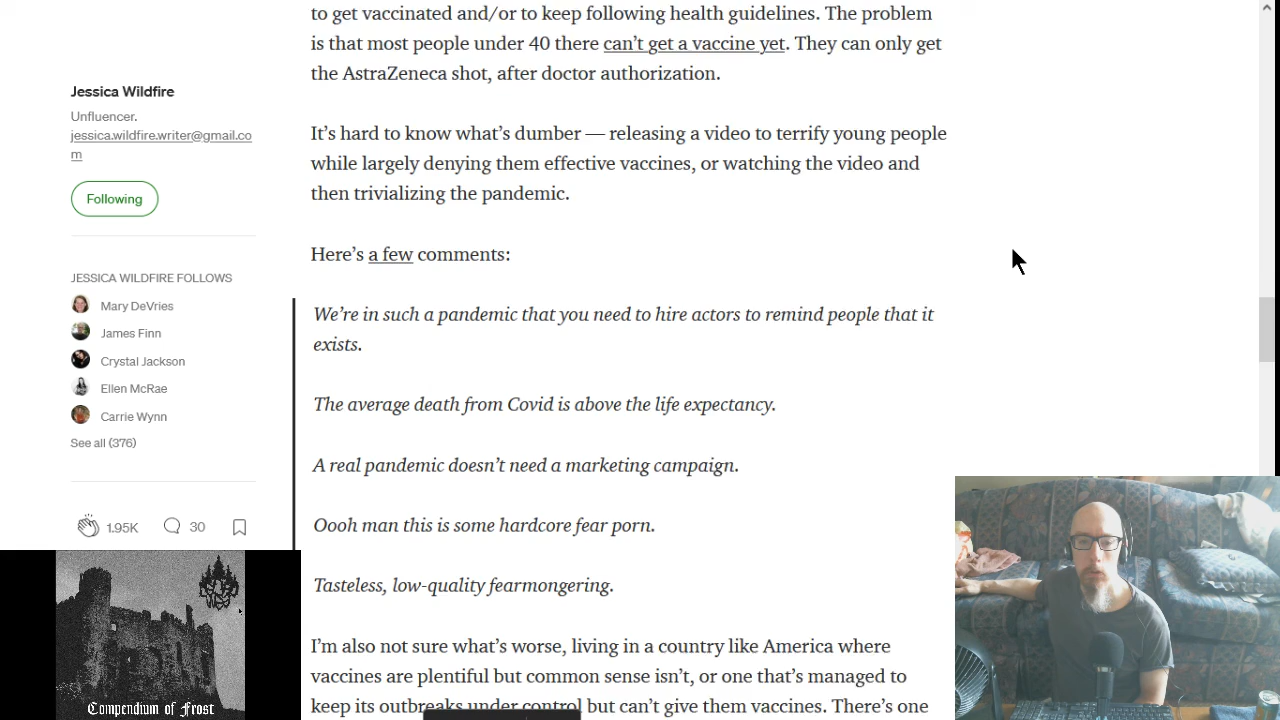 to get vaccinated and/or to keep following health guidelines. The problem
is that most people under 40 there can’t get a vaccine yet. They can only get
the AstraZeneca shot, after doctor authorization.
Jessica Wildfire
Unfluencer.
jessica.wildfire.writer@gmail.co
m
Following
JESSICA WILDFIRE FOLLOWS
Mary DeVries
James Finn
Crystal Jackson
Ellen McRae
Carrie Wynn
See all (376)
1.95K
30
It’s hard to know what’s dumber — releasing a video to terrify young people
while largely denying them effective vaccines, or watching the video and
then trivializing the pandemic.
Here’s a few comments:
We’re in such a pandemic that you need to hire actors to remind people that it
exists.
The average death from Covid is above the life expectancy.
A real pandemic doesn’t need a marketing campaign.
Oooh man this is some hardcore fear porn.
Tasteless, low-quality fearmongering.
I’m also not sure what’s worse, living in a country like America where
vaccines are plentiful but common sense isn’t, or one that’s managed to
keep its outbreaks under control but can’t give them vaccines. There’s one
Compendium of Frost